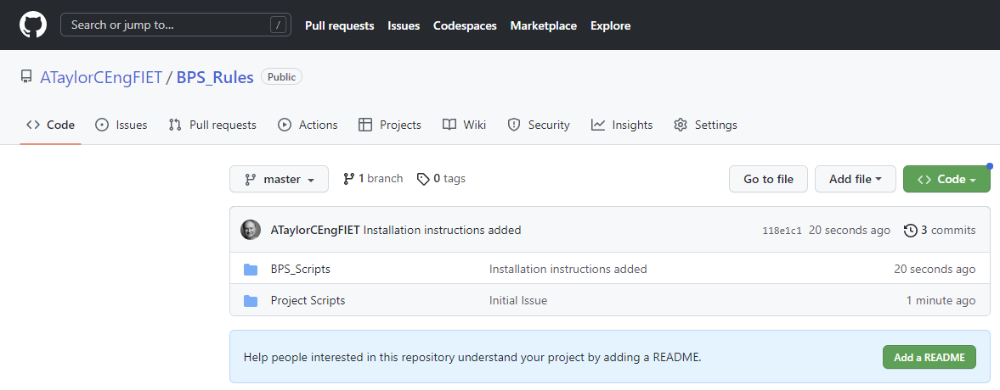 Search or jump to... /
Pull requests Issues Codespaces Marketplace Explore
ATaylorCEngFIET / BPS_Rules Public
Code Issues Pull requests Actions Projects Wiki Security Insights Settings
master 1 branch 0 tags Go to file Add file Code
ATaylorCEngFIET Installation instructions added 118e1c1 20 seconds ago 3 commits
BPS_Scripts Installation instructions added 20 seconds ago
Project Scripts Initial Issue 1 minute ago
Help people interested in this repository understand your project by adding a README. Add a README